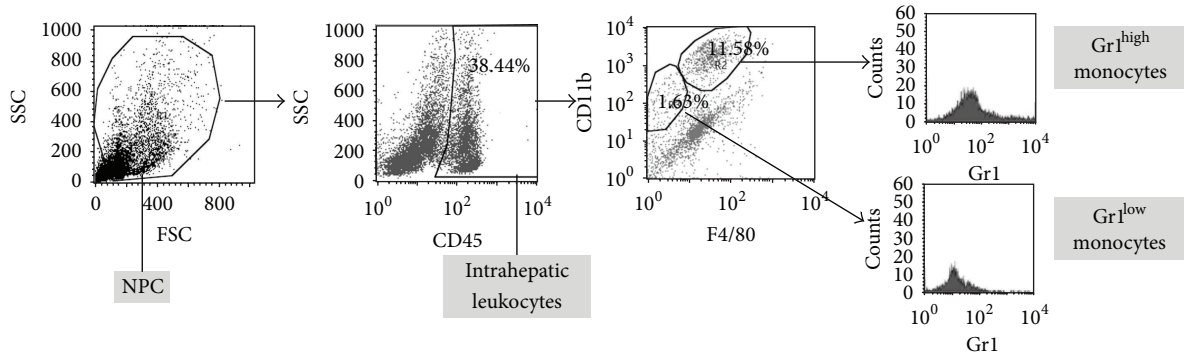 1000
800
600
400
200
0
SSC
0
400
800
FSC
NPC
1000
800
600
400
200
0
SSC
38.44%
10^0
10^2
10^4
CD45
Intrahepatic
leukocytes
10^4
10^3
10^2
10^1
10^0
CD11b
11.58%
R2
1.63%
10^0
10^2
10^4
F4/80
60
50
40
30
20
10
0
Counts
10^0
10^2
10^4
Gr1
Gr1^high
monocytes
60
50
40
30
20
10
0
Counts
10^0
10^2
10^4
Gr1
Gr1^low
monocytes